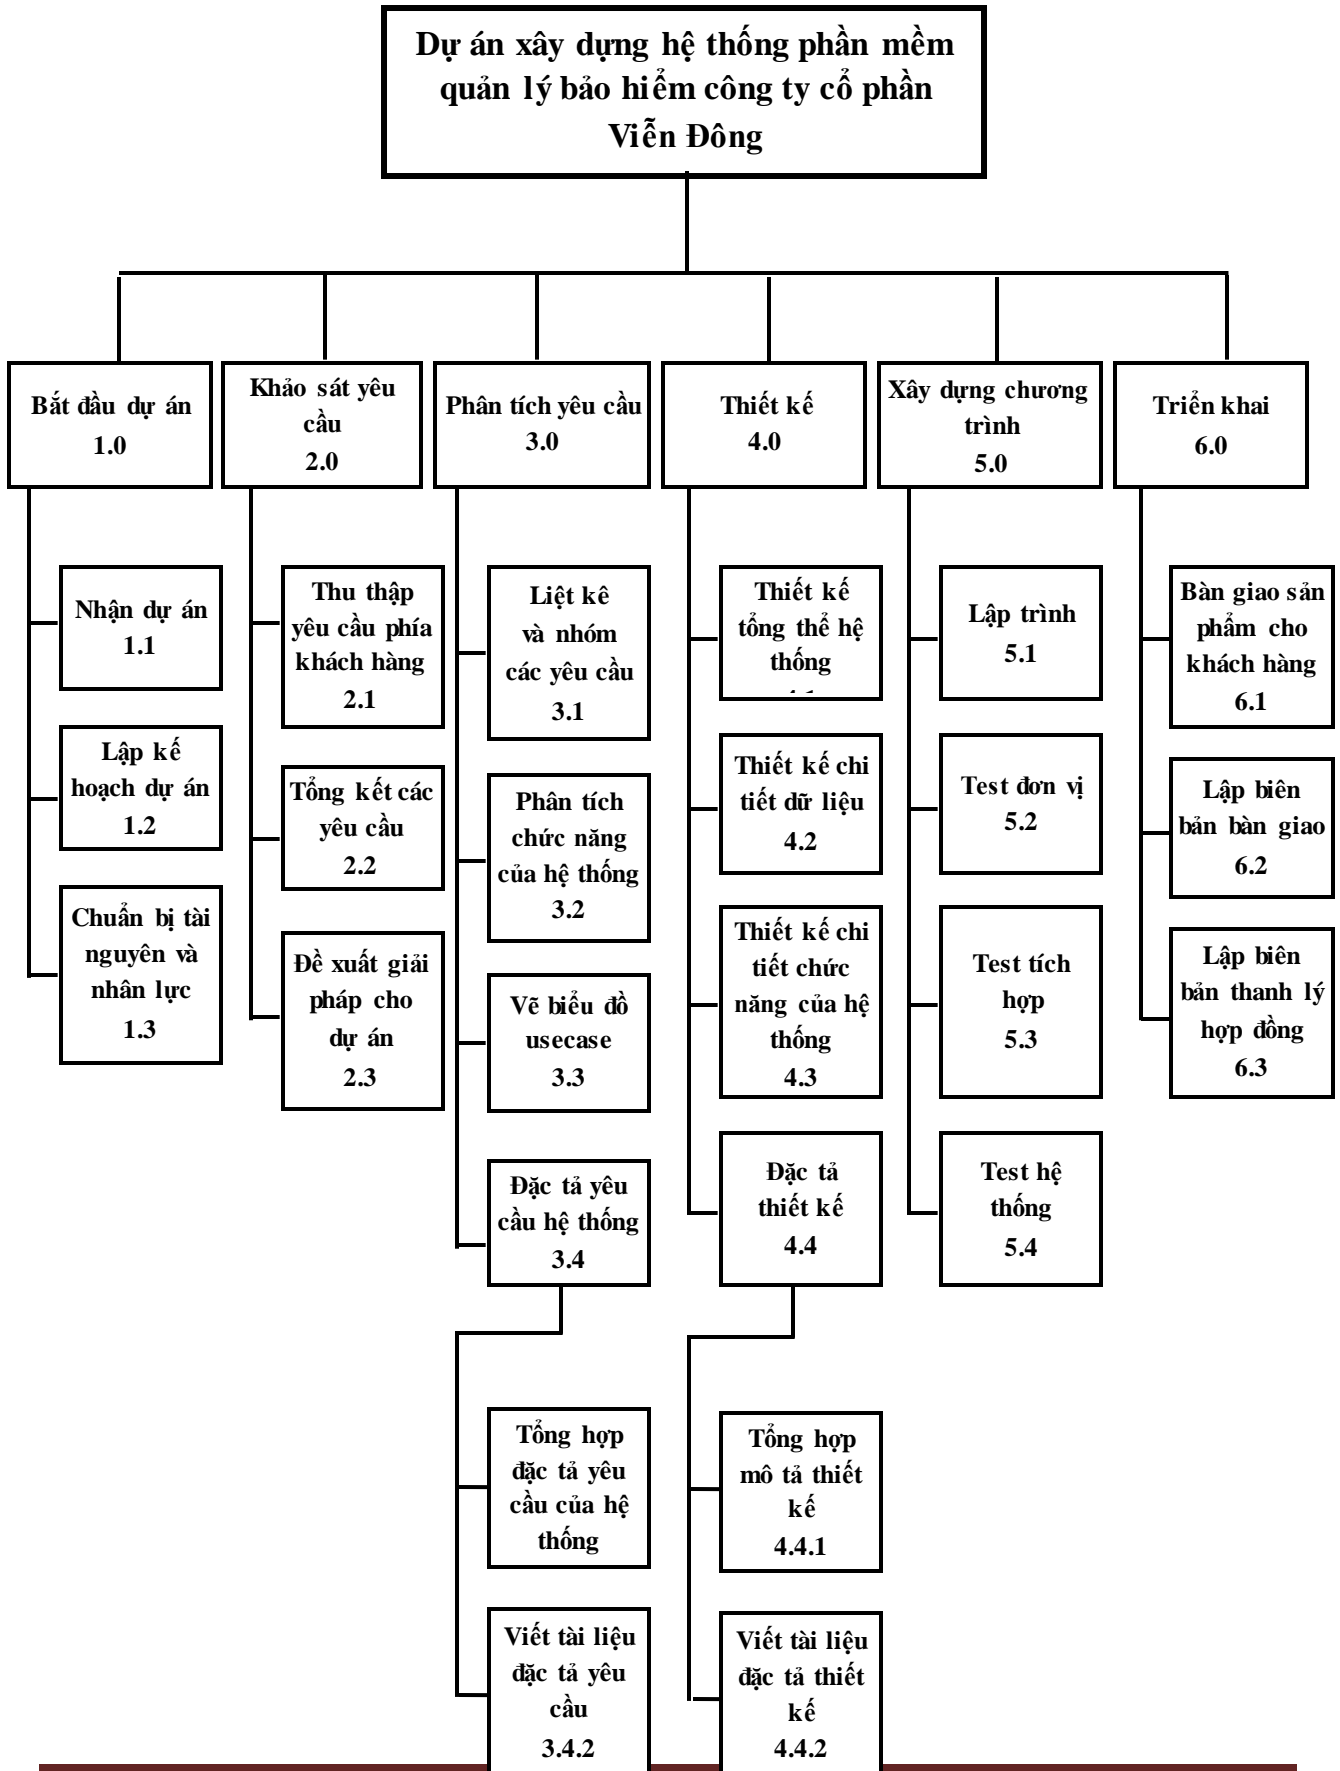 Dự án xây dựng hệ thống phần mềm
quản lý bảo hiểm công ty cổ phần
Viễn Đông
Bắt đầu dự án
1.0
Khảo sát yêu
cầu
2.0
Phân tích yêu cầu
3.0
Thiết kế
4.0
Xây dựng chương
trình
5.0
Triển khai
6.0
Nhận dự án
1.1
Lập kế
hoạch dự án
1.2
Chuẩn bị tài
nguyên và
nhân lực
1.3
Thu thập
yêu cầu phía
khách hàng
2.1
Tổng kết các
yêu cầu
2.2
Đề xuất giải
pháp cho
dự án
2.3
Liệt kê
và nhóm
các yêu cầu
3.1
Phân tích
chức năng
của hệ thống
3.2
Vẽ biểu đồ
usecase
3.3
Đặc tả yêu
cầu hệ thống
3.4
Tổng hợp
đặc tả yêu
cầu của hệ
thống
Viết tài liệu
đặc tả yêu
cầu
3.4.2
Thiết kế
tổng thể hệ
thống
Thiết kế chi
tiết dữ liệu
4.2
Thiết kế chi
tiết chức
năng của hệ
thống
4.3
Đặc tả
thiết kế
4.4
Tổng hợp
mô tả thiết
kế
4.4.1
Viết tài liệu
đặc tả thiết
kế
4.4.2
Lập trình
5.1
Test đơn vị
5.2
Test tích
hợp
5.3
Test hệ
thống
5.4
Bàn giao sản
phẩm cho
khách hàng
6.1
Lập biên
bản bàn giao
6.2
Lập biên
bản thanh lý
hợp đồng
6.3